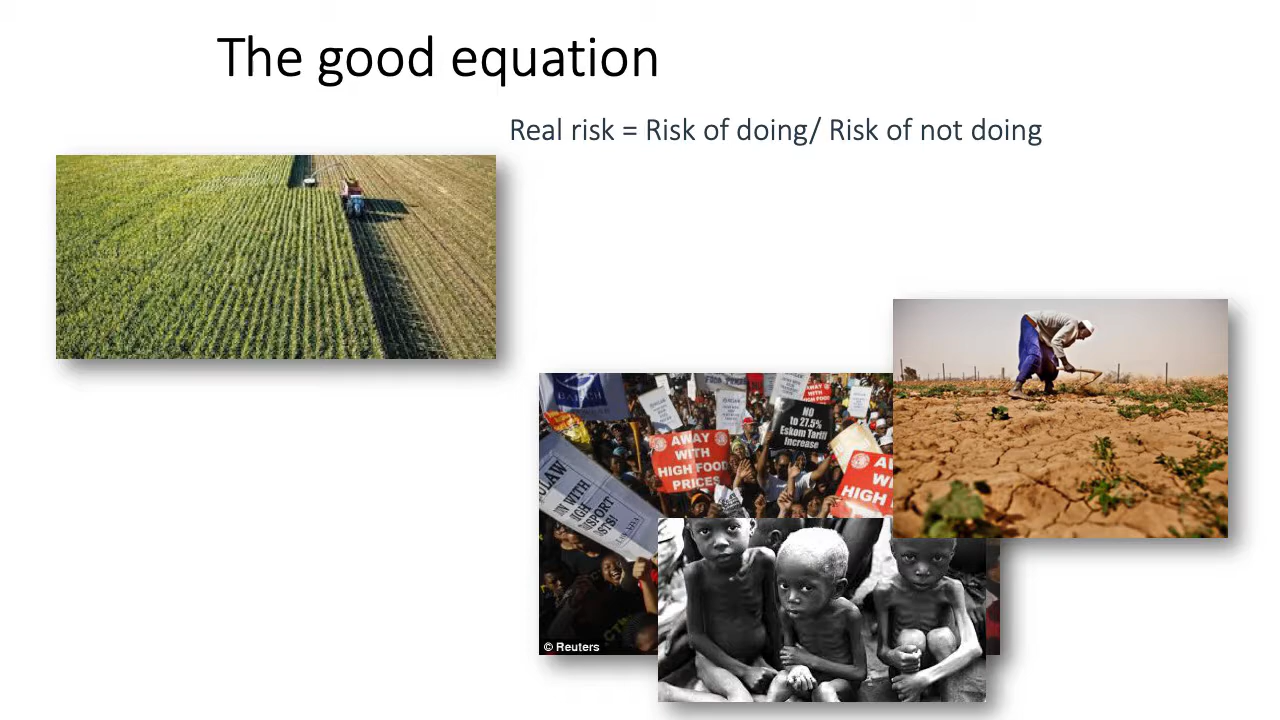 The good equation
Real risk = Risk of doing/ Risk of not doing
NO
to 27.5%
Eskom Tariff
Increase
AWAY
WITH
HIGH FOOD
PRICES
HIGH
© Reuters